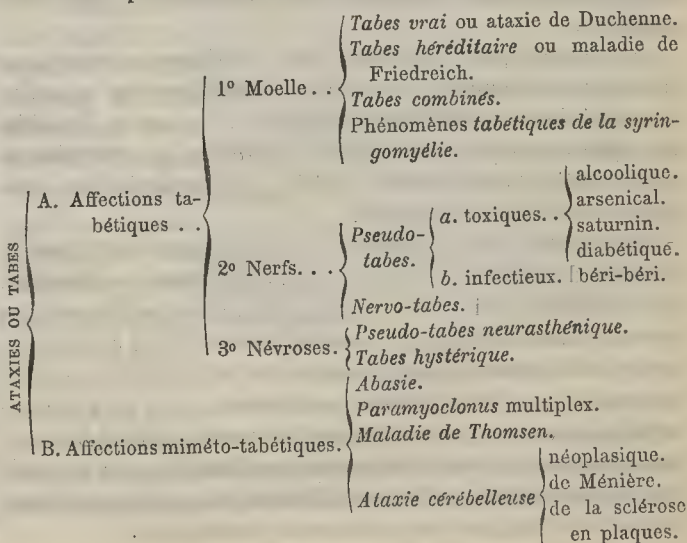 ATAXIES OU TABES
A. Affections ta-
bétiques . .
1º Moelle . .
Tabes vrai ou ataxie de Duchenne.
Tabes héréditaire ou maladie de
Friedreich.
Tabes combinés.
Phénomènes tabétiques de la syrin-
gomyélie.
2º Nerfs. . .
Pseudo-
tabes.
a. toxiques. .
alcoolique.
arsenical.
saturnin.
diabétique.
b. infectieux.
béri-béri.
Nervo-tabes.
3º Névroses.
Pseudo-tabes neurasthénique.
Tabes hystérique.
B. Affections miméto-tabétiques.
Abasie.
Paramyoclonus multiplex.
Maladie de Thomsen.
Ataxie cérébelleuse
néoplasique.
de Ménière.
de la sclérose
en plaques.